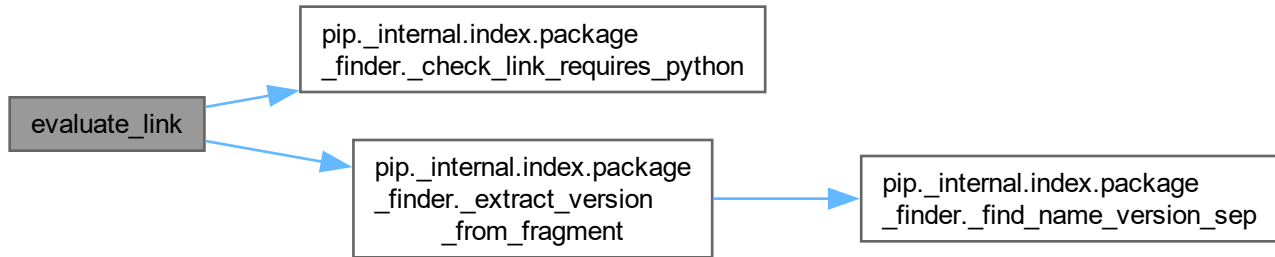 evaluate_link
pip._internal.index.package
_finder._check_link_requires_python
pip._internal.index.package
_finder._extract_version
_from_fragment
pip._internal.index.package
_finder._find_name_version_sep